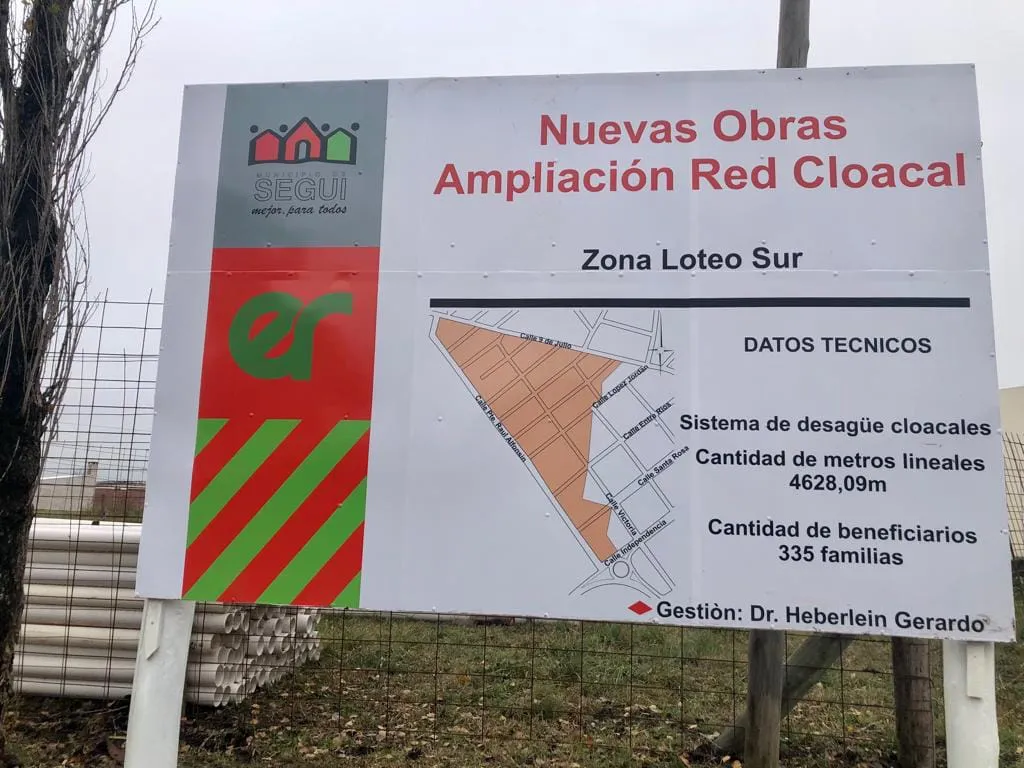 MUNICIPIO DE
SEGUI
mejor, para todos
er
Nuevas Obras
Ampliación Red Cloacal
Zona Loteo Sur
DATOS TECNICOS
Sistema de desagüe cloacales
Cantidad de metros lineales
4628,09m
Cantidad de beneficiarios
335 familias
Gestiòn: Dr. Heberlein Gerardo
Calle 9 de Julio
Calle Lopez Jordan
Calle Entre Rios
Calle Santa Rosa
Calle Pte. Raul Alfonsin
Calle Victoria
Calle Independencia